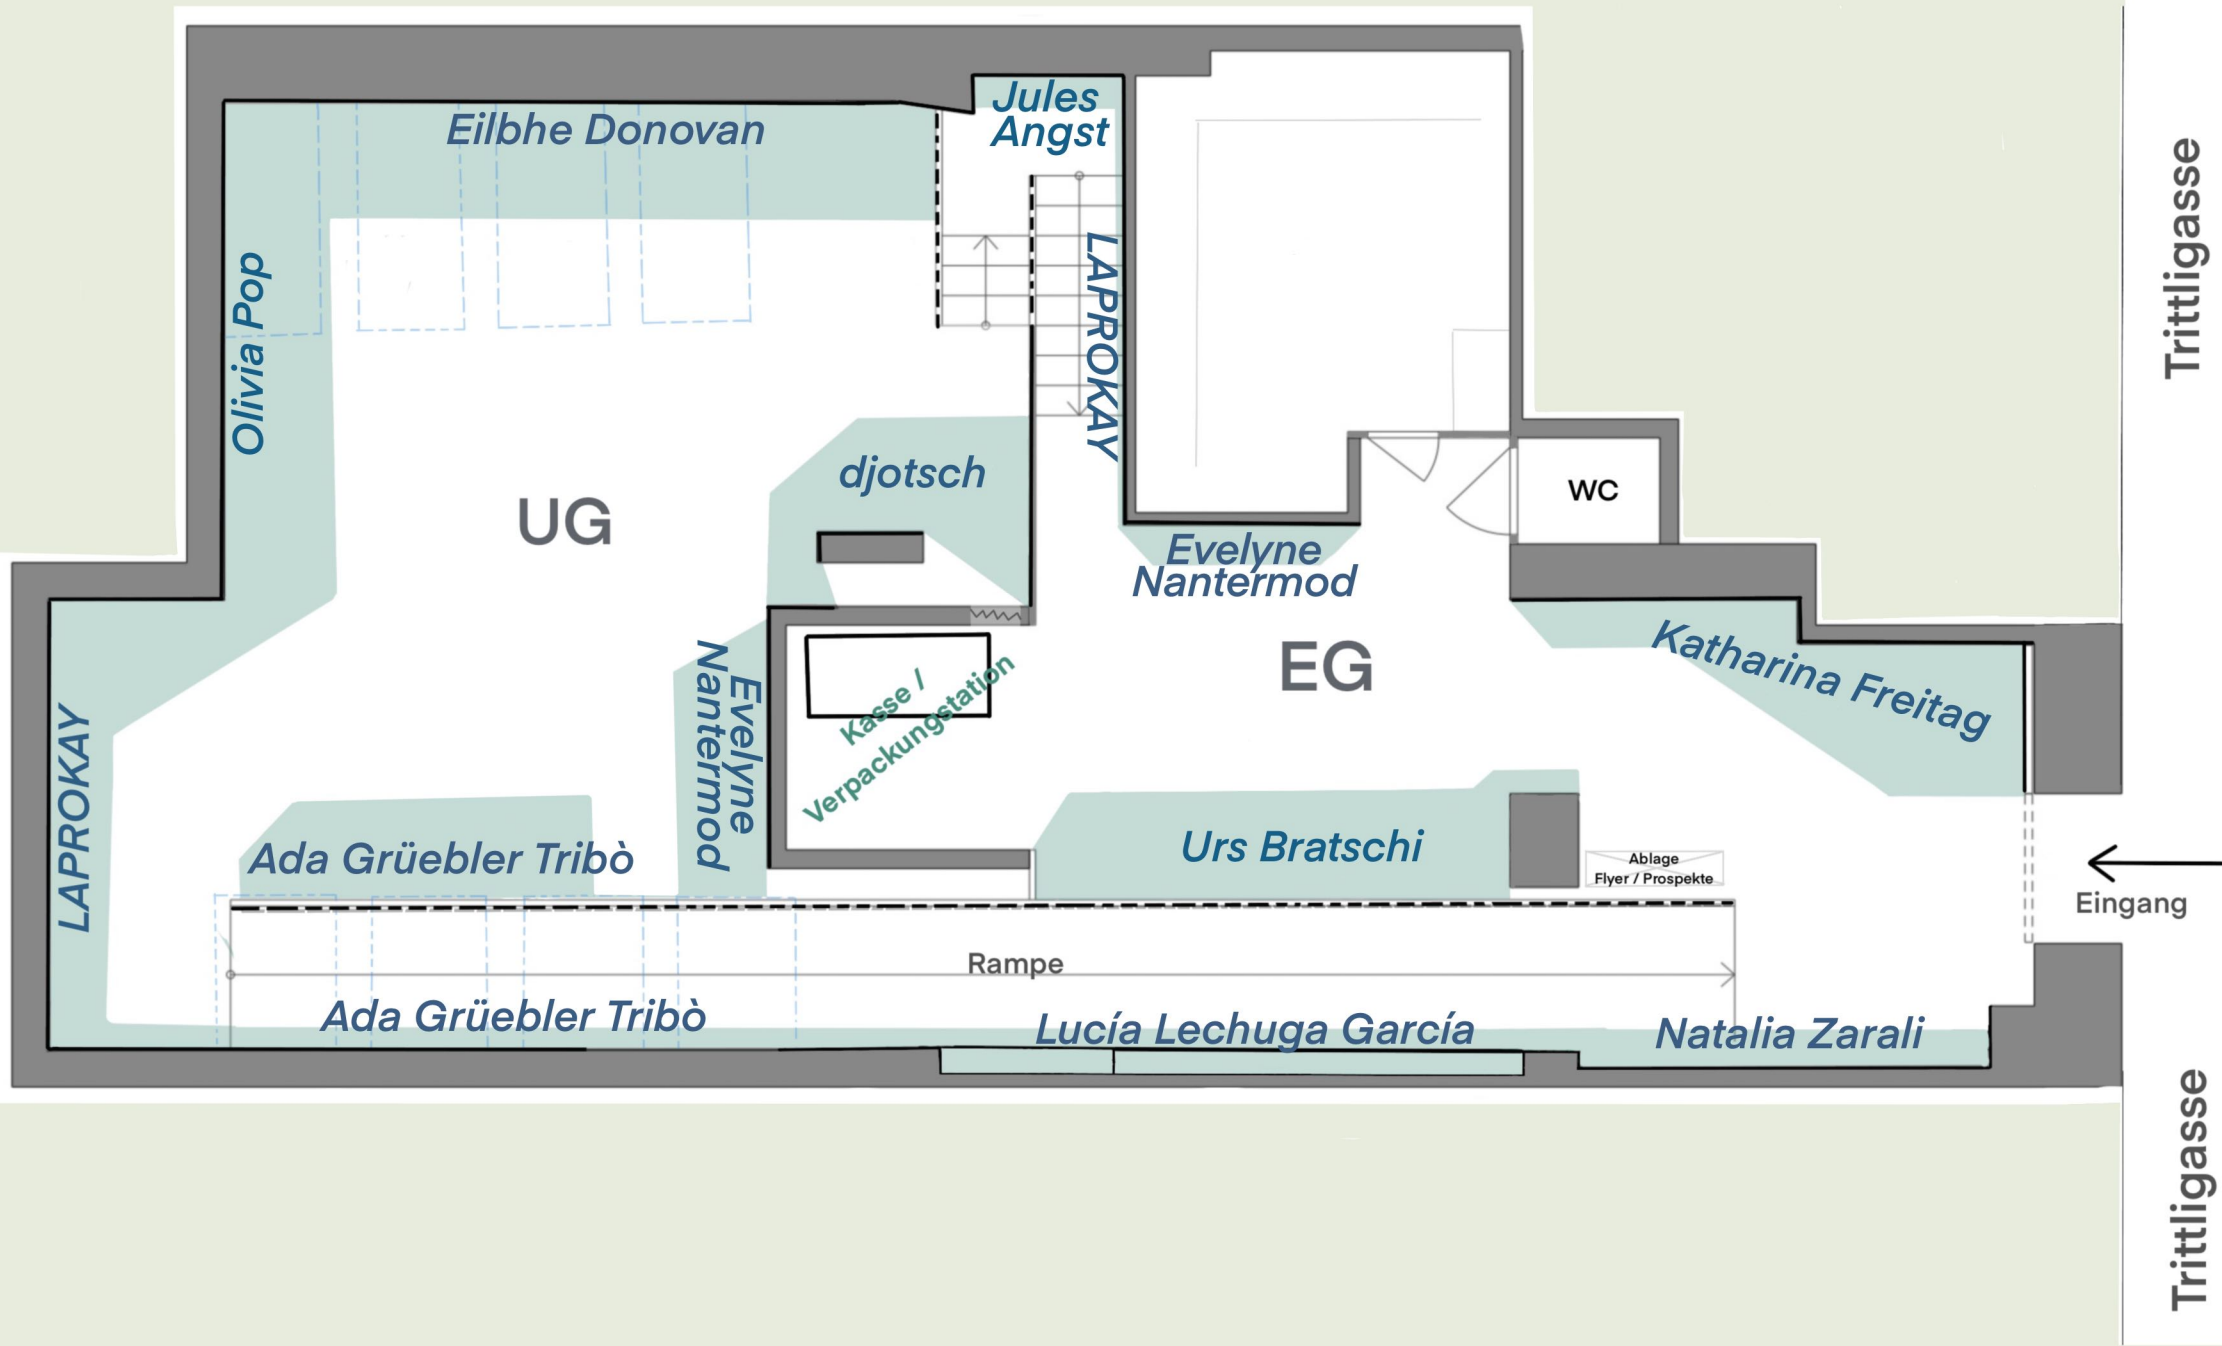 Jules
Angst
Eilbhe Donovan
Trittligasse
Olivia Pop
LAPROKAY
djotsch
WC
UG
Evelyne
Nantermod
EG
Katharina Freitag
Kasse /
Verpackungstation
Evelyne
Nantermod
LAPROKAY
Ada Grüebler Tribò
Urs Bratschi
Ablage
Flyer / Prospekte
Eingang
Rampe
Ada Grüebler Tribò
Lucía Lechuga García
Natalia Zarali
Trittligasse